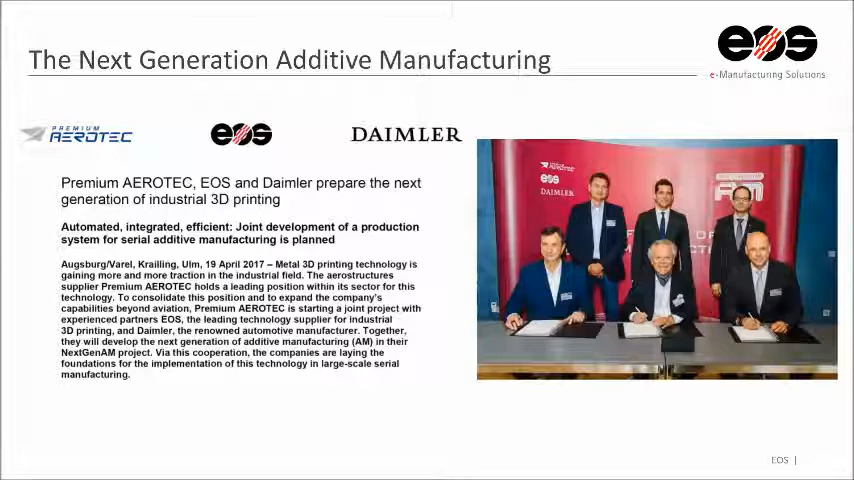 The Next Generation Additive Manufacturing
eos
e-Manufacturing Solutions
PREMIUM
AEROTEC
eos
DAIMLER
Premium AEROTEC, EOS and Daimler prepare the next
generation of industrial 3D printing
Automated, integrated, efficient: Joint development of a production
system for serial additive manufacturing is planned
Augsburg/Varel, Krailling, Ulm, 19 April 2017 – Metal 3D printing technology is
gaining more and more traction in the industrial field. The aerostructures
supplier Premium AEROTEC holds a leading position within its sector for this
technology. To consolidate this position and to expand the company's
capabilities beyond aviation, Premium AEROTEC is starting a joint project with
experienced partners EOS, the leading technology supplier for industrial
3D printing, and Daimler, the renowned automotive manufacturer. Together,
they will develop the next generation of additive manufacturing (AM) in their
NextGenAM project. Via this cooperation, the companies are laying the
foundations for the implementation of this technology in large-scale serial
manufacturing.
AEROTEC
eos
DAIMLER
AM
EOS |